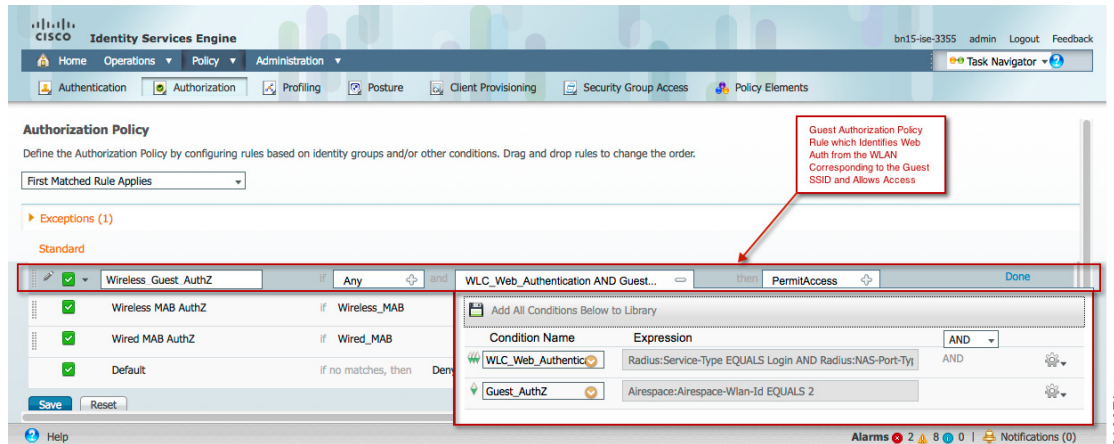 CISCO Identity Services Engine
bn15-ise-3355 admin Logout Feedback
Home Operations Policy Administration
Task Navigator
Authentication Authorization Profiling Posture Client Provisioning Security Group Access Policy Elements
Authorization Policy
Define the Authorization Policy by configuring rules based on identity groups and/or other conditions. Drag and drop rules to change the order.
First Matched Rule Applies
Guest Authorization Policy
Rule which Identifies Web
Auth from the WLAN
Corresponding to the Guest
SSID and Allows Access
Exceptions (1)
Standard
Wireless_Guest_AuthZ if Any and WLC_Web_Authentication AND Guest... then PermitAccess Done
Wireless MAB AuthZ if Wireless_MAB
Wired MAB AuthZ if Wired_MAB
Default if no matches, then Deny
Add All Conditions Below to Library
Condition Name Expression AND
WLC_Web_Authentic Radius:Service-Type EQUALS Login AND Radius:NAS-Port-Typ AND
Guest_AuthZ Airespace:Airespace-Wlan-Id EQUALS 2
Save Reset
Help
Alarms 2 8 0 | Notifications (0)